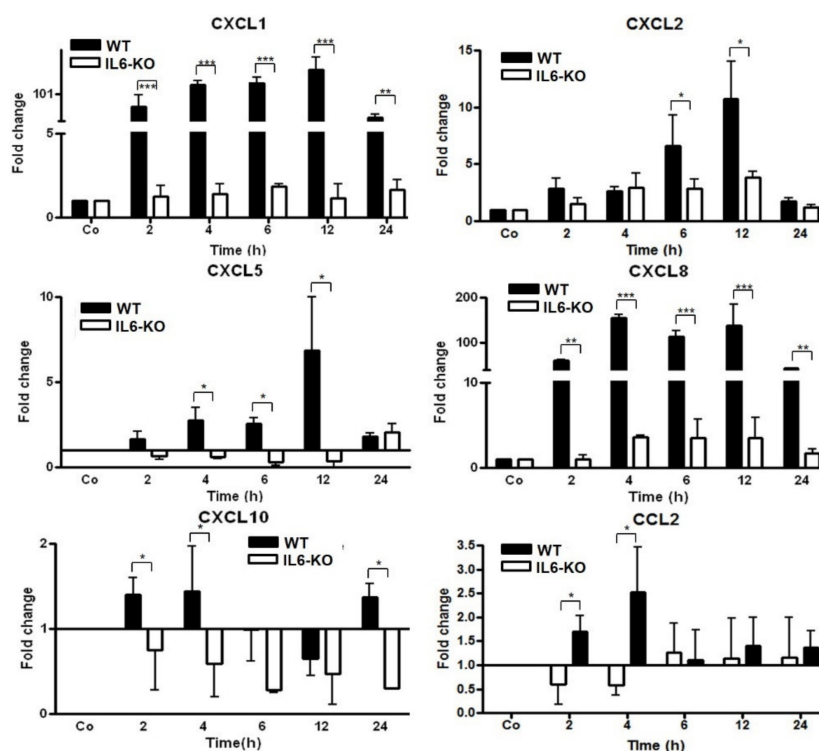 CXCL1
WT
IL6-KO
Fold change
101
5
0
***
***
***
***
**
Co 2 4 6 12 24
Time (h)
CXCL2
WT
IL6-KO
Fold change
15
10
5
0
*
*
Co 2 4 6 12 24
Time (h)
CXCL5
WT
IL6-KO
Fold change
10
5
0
*
*
*
Co 2 4 6 12 24
Time (h)
CXCL8
WT
IL6-KO
Fold change
200
100
10
0
**
***
***
***
**
Co 2 4 6 12 24
Time (h)
CXCL10
WT
IL6-KO
Fold change
2
1
0
*
*
*
Co 2 4 6 12 24
Time(h)
CCL2
WT
IL6-KO
Fold change
3.5
3.0
2.5
2.0
1.5
1.0
0.5
0.0
*
*
Co 2 4 6 12 24
Time (h)